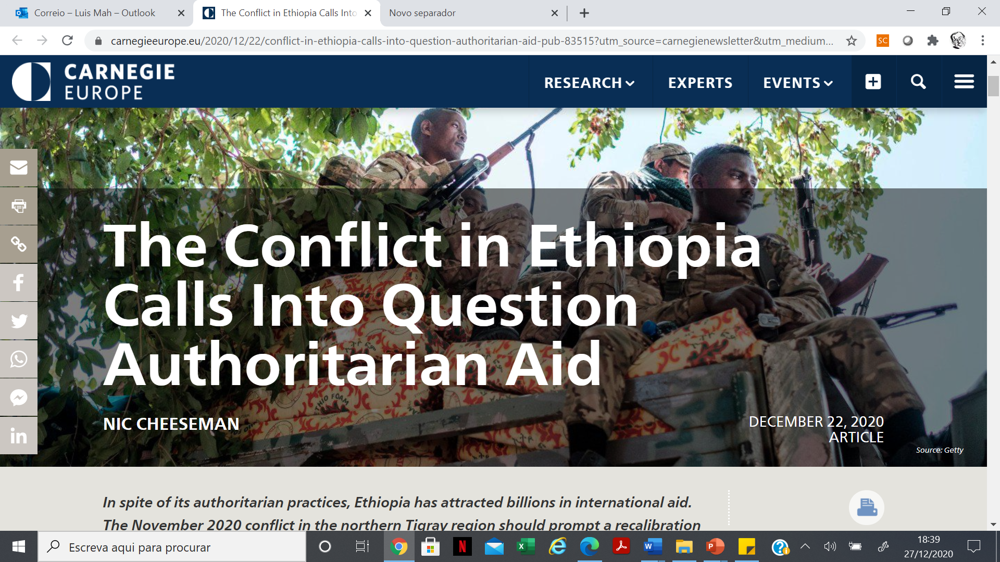 Correio – Luis Mah – Outlook
The Conflict in Ethiopia Calls Into
Novo separador
carnegieeurope.eu/2020/12/22/conflict-in-ethiopia-calls-into-question-authoritarian-aid-pub-83515?utm_source=carnegienewsletter&utm_medium...
SC
CARNEGIE
EUROPE
RESEARCH
EXPERTS
EVENTS
The Conflict in Ethiopia
Calls Into Question
Authoritarian Aid
THIO FOAM
NIC CHEESEMAN
DECEMBER 22, 2020
ARTICLE
Source: Getty
In spite of its authoritarian practices, Ethiopia has attracted billions in international aid.
The November 2020 conflict in the northern Tigray region should prompt a recalibration
Escreva aqui para procurar
18:39
27/12/2020